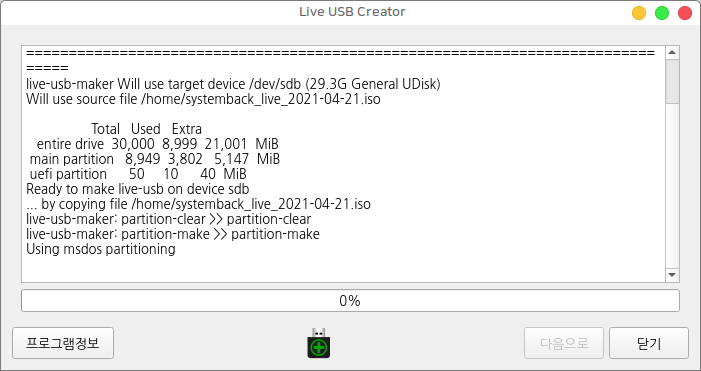 Live USB Creator
===========================================================================
=====
live-usb-maker Will use target device /dev/sdb (29.3G General UDisk)
Will use source file /home/systemback_live_2021-04-21.iso
Total Used Extra
entire drive 30,000 8,999 21,001 MiB
main partition 8,949 3,802 5,147 MiB
uefi partition 50 10 40 MiB
Ready to make live-usb on device sdb
... by copying file /home/systemback_live_2021-04-21.iso
live-usb-maker: partition-clear >> partition-clear
live-usb-maker: partition-make >> partition-make
Using msdos partitioning
0%
프로그램정보
다음으로
닫기